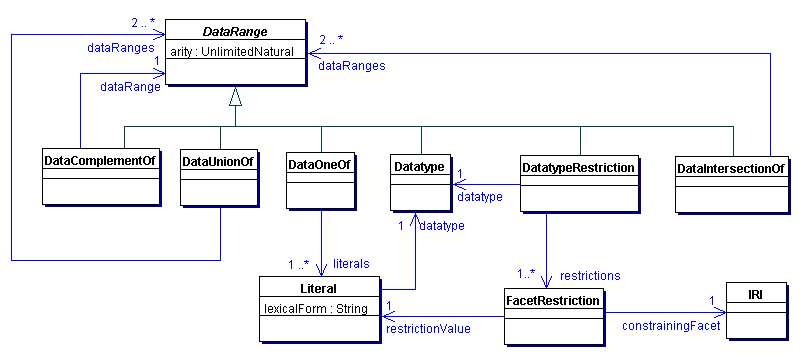 2 .. *
DataRange
arity : UnlimitedNatural
2 .. *
dataRanges
dataRanges
1
dataRange
DataComplementOf
DataUnionOf
DataOneOf
Datatype
DatatypeRestriction
DataIntersectionOf
1
datatype
1
datatype
1 ..*
literals
1..*
restrictions
Literal
lexicalForm : String
FacetRestriction
IRI
1
restrictionValue
1
constrainingFacet